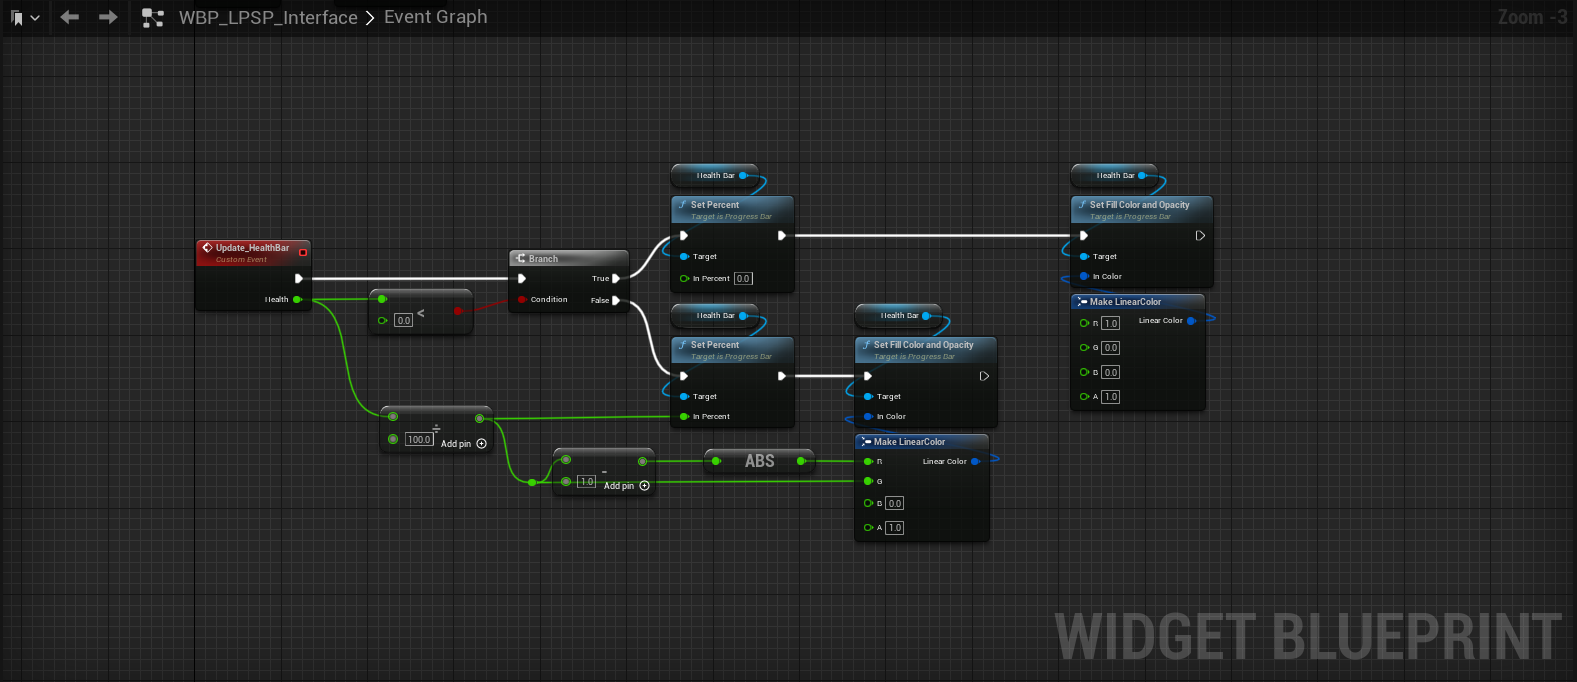 WBP_LPSP_Interface > Event Graph
Zoom -3
Update_HealthBar
Custom Event
Health
0.0
<
Branch
Condition
True
False
Health Bar
Set Percent
Target is Progress Bar
Target
In Percent 0.0
Health Bar
Set Fill Color and Opacity
Target is Progress Bar
Target
In Color
Make LinearColor
R 1.0
Linear Color
G 0.0
B 0.0
A 1.0
Health Bar
Set Percent
Target is Progress Bar
Target
In Percent
Health Bar
Set Fill Color and Opacity
Target is Progress Bar
Target
In Color
÷
100.0
Add pin
-
1.0
Add pin
ABS
Make LinearColor
R
Linear Color
G
B 0.0
A 1.0
WIDGET BLUEPRINT